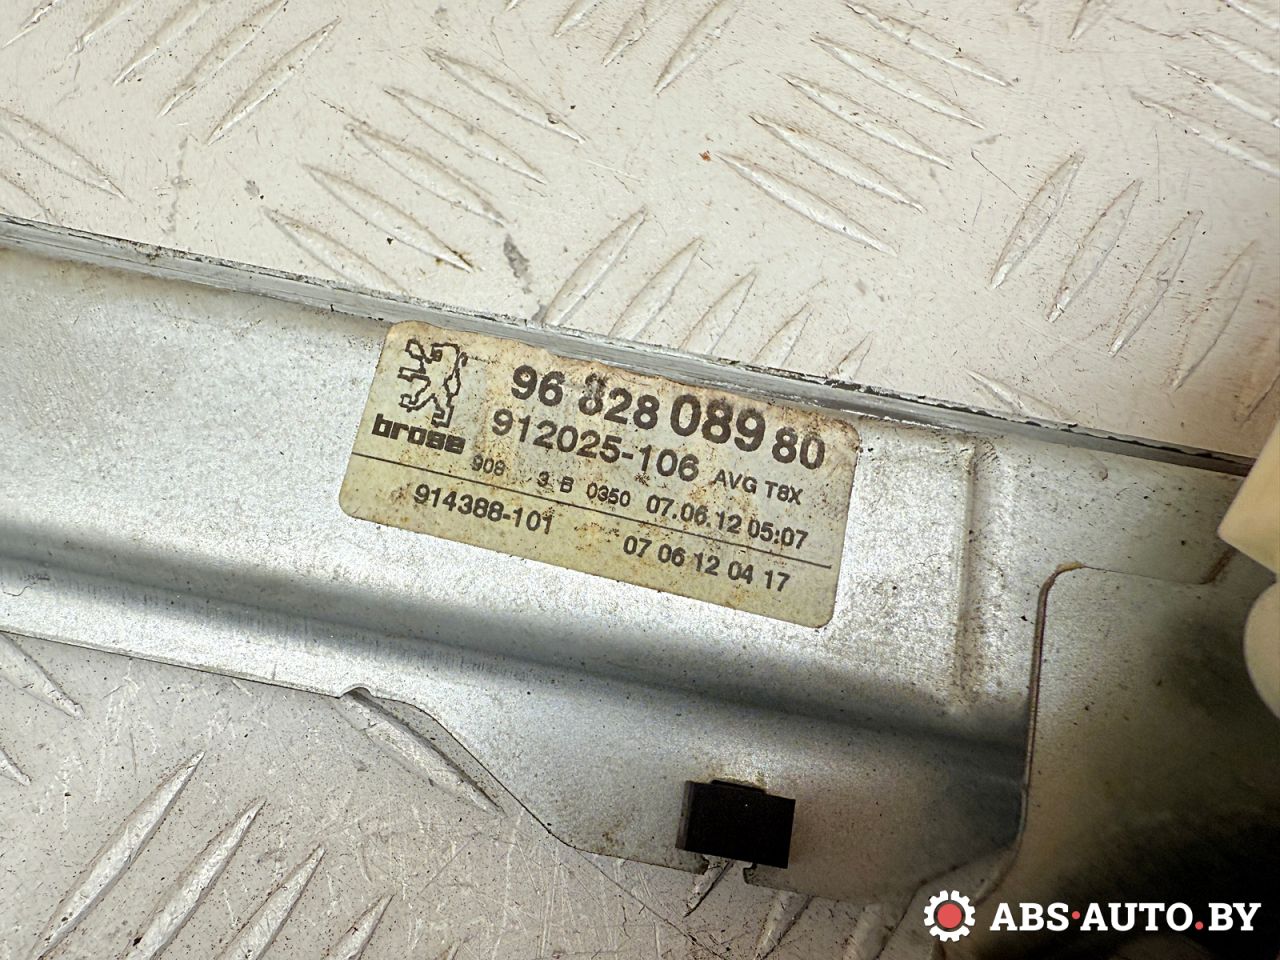 96 828 089 80
brose
912025-106 AVG T8X
908 3 B 0350 07.06.12 05:07
914388-101 07 06 12 04 17
ABS·AUTO.BY